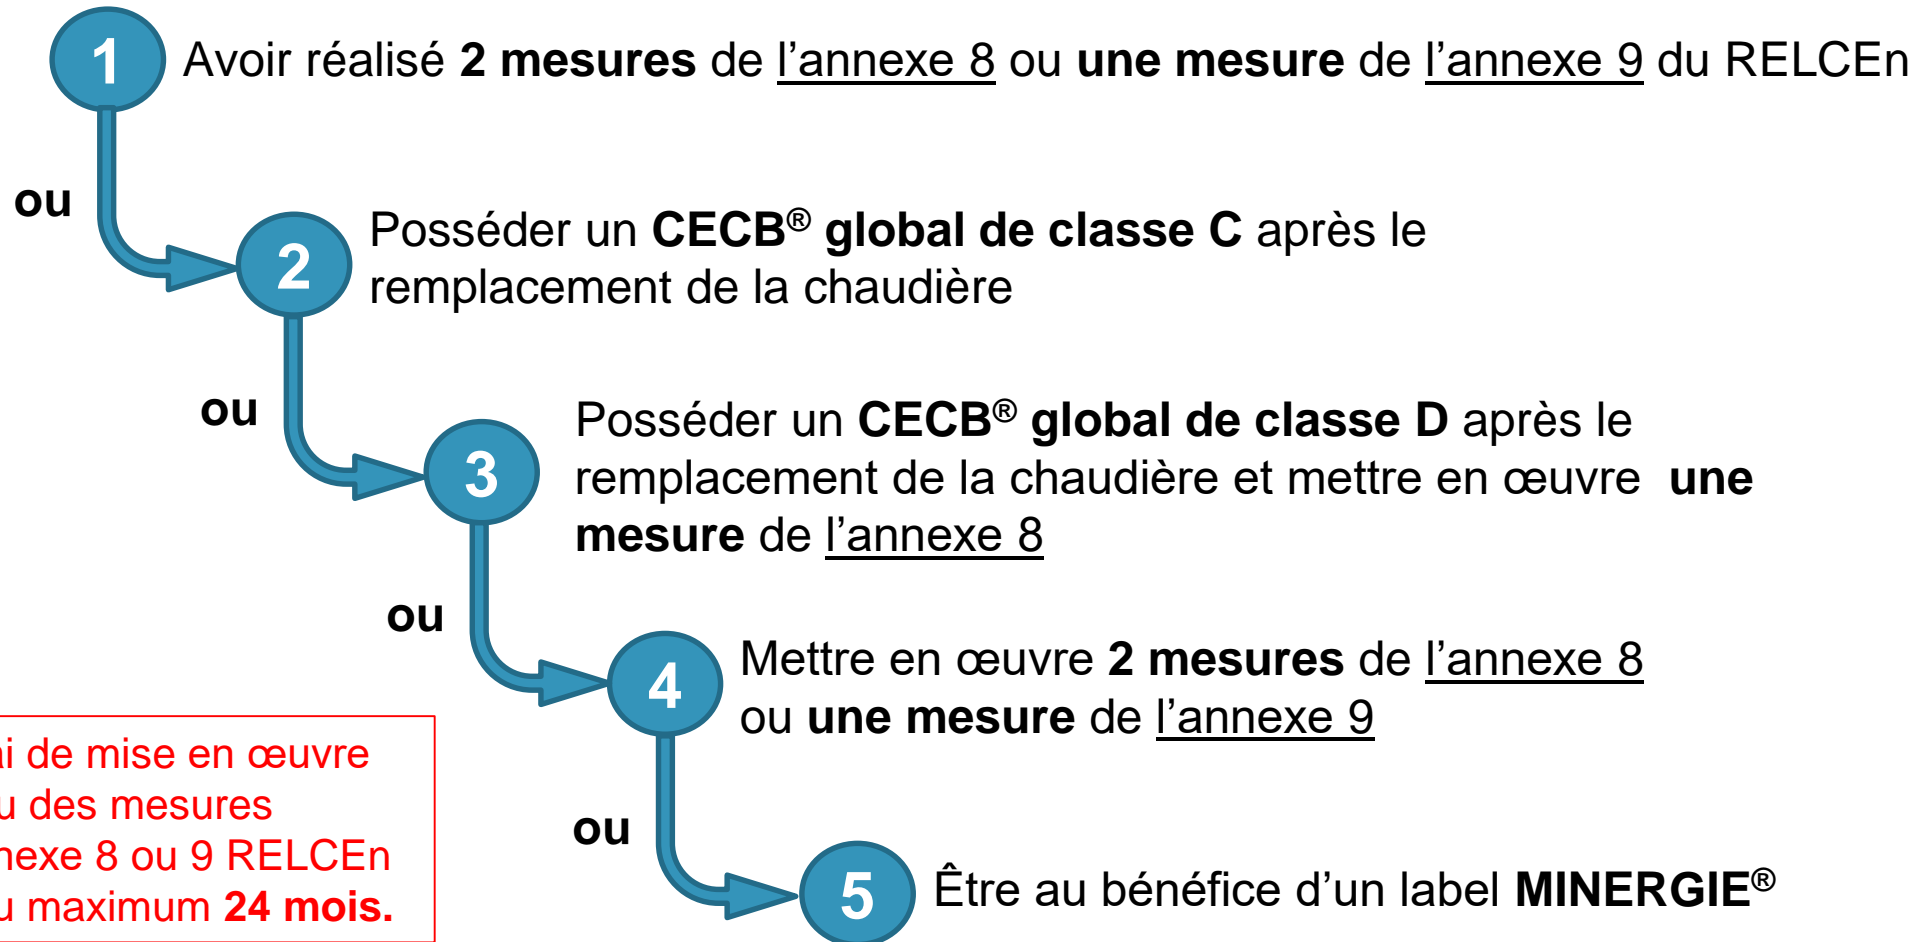 1 Avoir réalisé 2 mesures de l'annexe 8 ou une mesure de l'annexe 9 du RELCEn
ou
2 Posséder un CECB® global de classe C après le
remplacement de la chaudière
ou
3 Posséder un CECB® global de classe D après le
remplacement de la chaudière et mettre en œuvre une
mesure de l'annexe 8
ou
4 Mettre en œuvre 2 mesures de l'annexe 8
ou une mesure de l'annexe 9
ou
5 Être au bénéfice d'un label MINERGIE®
de mise en œuvre
des mesures
8 ou 9 RELCEn
maximum 24 mois.